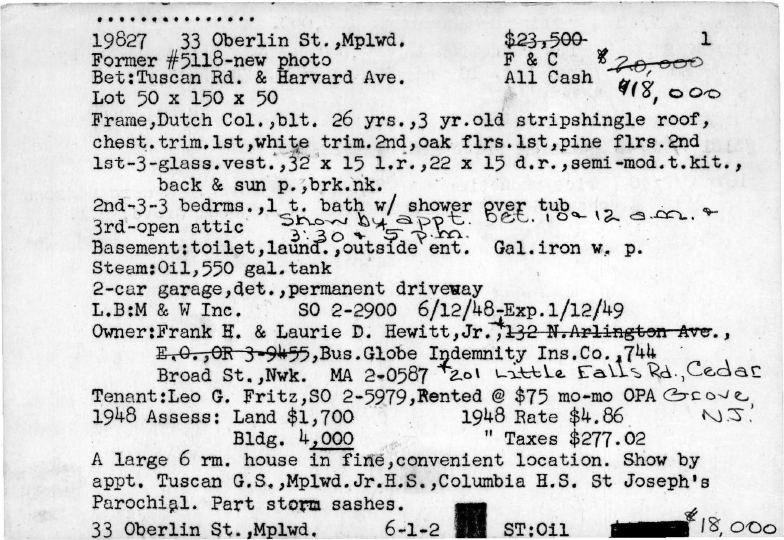 19827 33 Oberlin St.,Mplwd. $23,500 1
Former #5118-new photo F & C $20,000
Bet:Tuscan Rd. & Harvard Ave. All Cash $18,000
Lot 50 x 150 x 50
Frame,Dutch Col.,blt. 26 yrs.,3 yr.old stripshingle roof,
chest.trim.1st,white trim.2nd,oak flrs.1st,pine flrs.2nd
1st-3-glass.vest.,32 x 15 l.r.,22 x 15 d.r.,semi-mod.t.kit.,
back & sun p.,brk.nk.
2nd-3-3 bedrms.,1 t. bath w/ shower over tub
3rd-open attic Show by appt. bet. 10 & 12 a.m. &
3:30 & 5 p.m.
Basement:toilet,laund.,outside ent. Gal.iron w. p.
Steam:Oil,550 gal.tank
2-car garage,det.,permanent driveway
L.B:M & W Inc. SO 2-2900 6/12/48-Exp.1/12/49
Owner:Frank H. & Laurie D. Hewitt,Jr.,*132 N.Arlington Ave.,
E.O.,OR 3-9455,Bus.Globe Indemnity Ins.Co.,744
Broad St.,Nwk. MA 2-0587 *201 Little Falls Rd., Cedar
Tenant:Leo G. Fritz,SO 2-5979,Rented @ $75 mo-mo OPA Grove,
1948 Assess: Land $1,700 1948 Rate $4.86 N.J.
Bldg. 4,000 " Taxes $277.02
A large 6 rm. house in fine,convenient location. Show by
appt. Tuscan G.S.,Mplwd.Jr.H.S.,Columbia H.S. St Joseph's
Parochial. Part storm sashes.
33 Oberlin St.,Mplwd. 6-1-2 ST:Oil $18,000